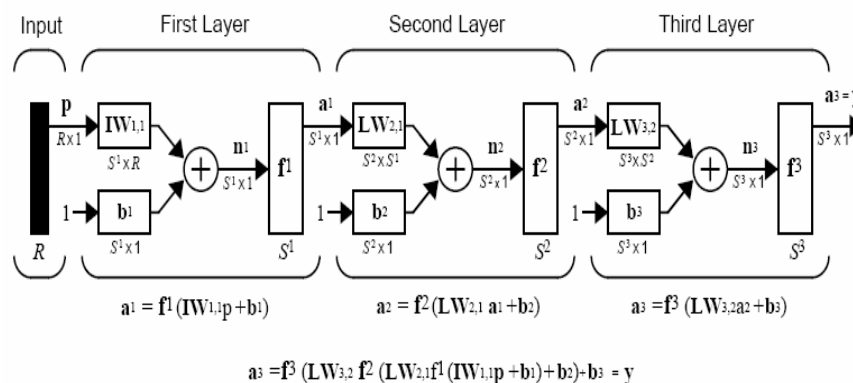 Input First Layer Second Layer Third Layer
p a1 a2 a3 = y
IW1,1 LW2,1 LW3,2
R x 1 S1 x 1 S2 x 1 S3 x 1
n1 n2 n3
S1 x R S2 x S1 S3 x S2
+ f1 + f2 + f3
S1 x 1 S2 x 1 S3 x 1
1 b1 1 b2 1 b3
S1 x 1 S2 x 1 S3 x 1
R S1 S2 S3
a1 = f1 (IW1,1p +b1) a2 = f2 (LW2,1 a1+b2) a3 =f3 (LW3,2a2+b3)
a3 =f3 (LW3,2 f2 (LW2,1f1(IW1,1p +b1)+b2)+b3 = y